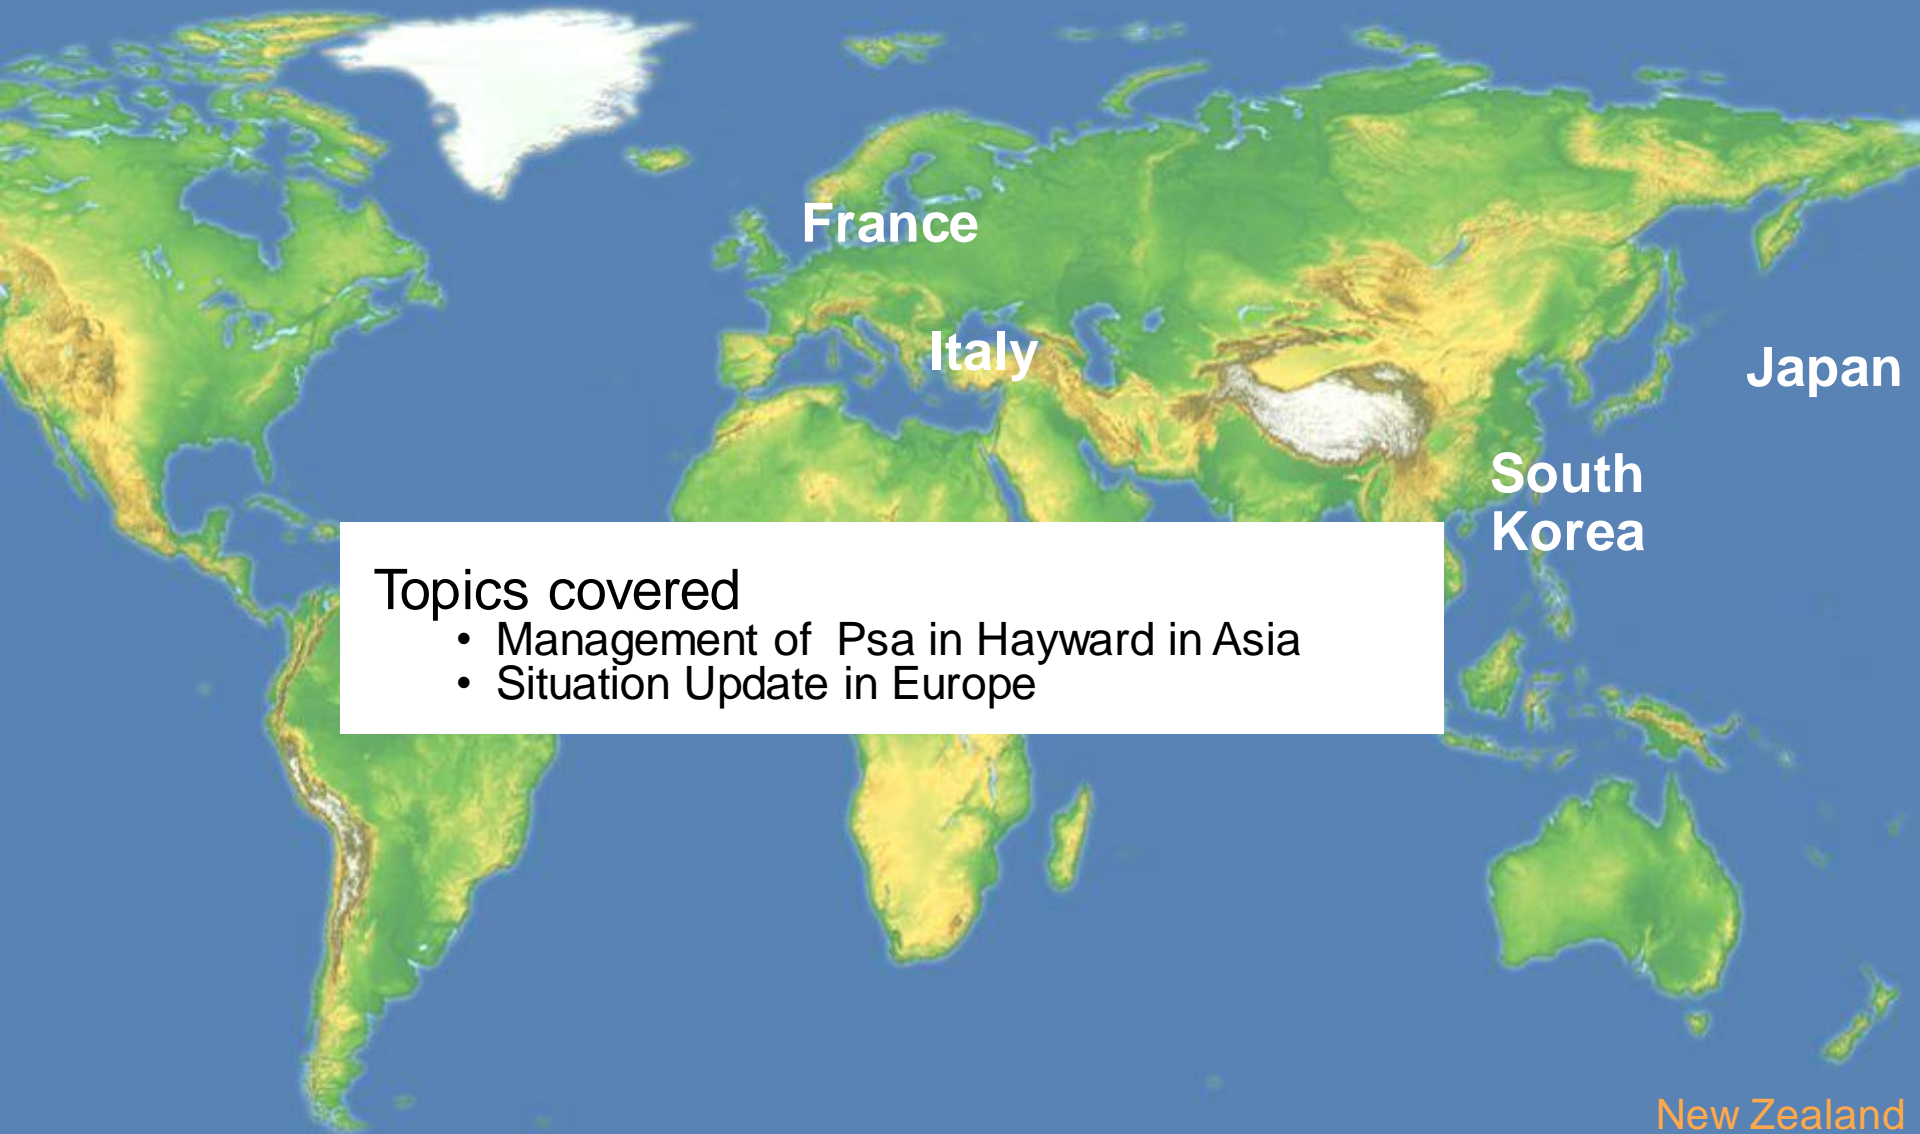 France
Italy
Japan
South
Korea
Topics covered
• Management of  Psa in Hayward in Asia
• Situation Update in Europe
New Zealand